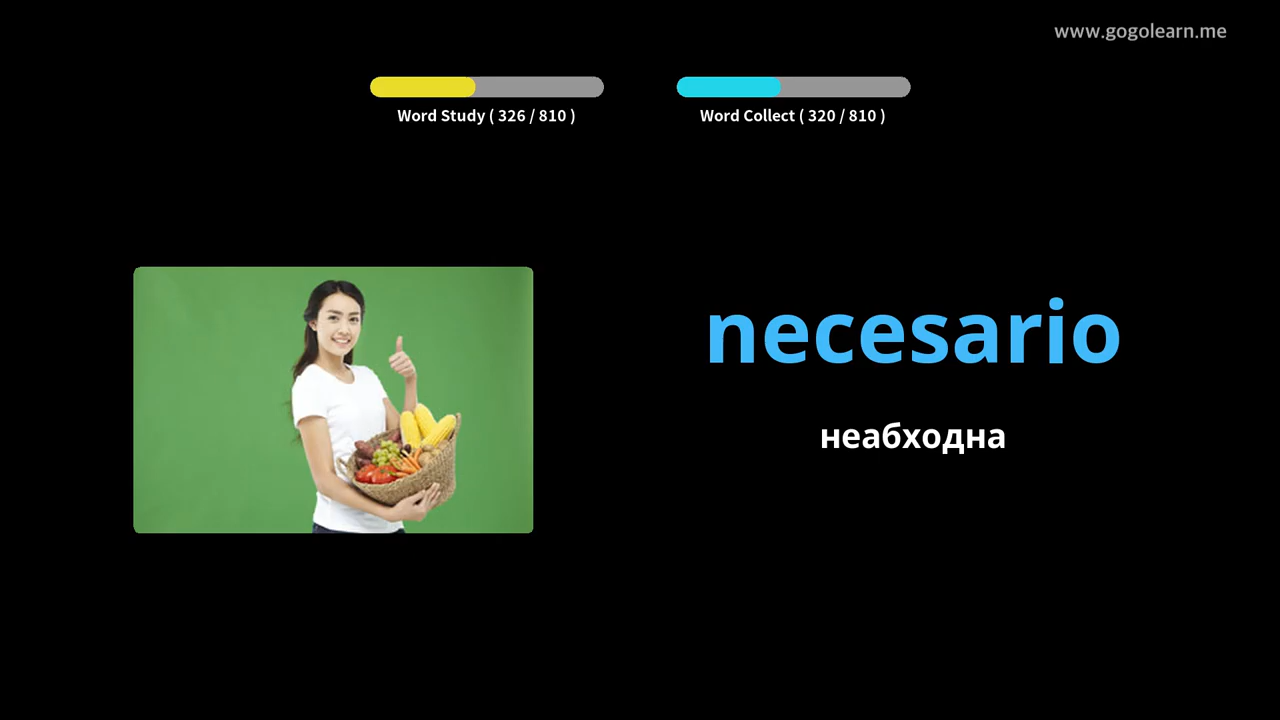 www.gogolearn.me
Word Study ( 326 / 810 )
Word Collect ( 320 / 810 )
necesario
неабходна